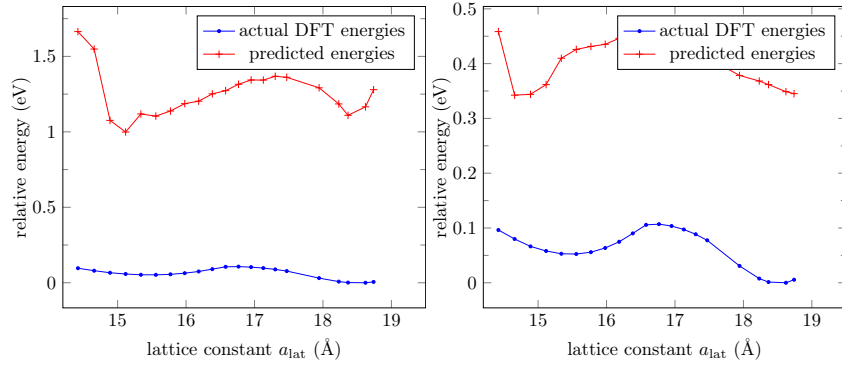 actual DFT energies
predicted energies
relative energy (eV)
1.5
1
0.5
0
15
16
17
18
19
lattice constant a_lat (Å)
actual DFT energies
predicted energies
relative energy (eV)
0.5
0.4
0.3
0.2
0.1
0
15
16
17
18
19
lattice constant a_lat (Å)